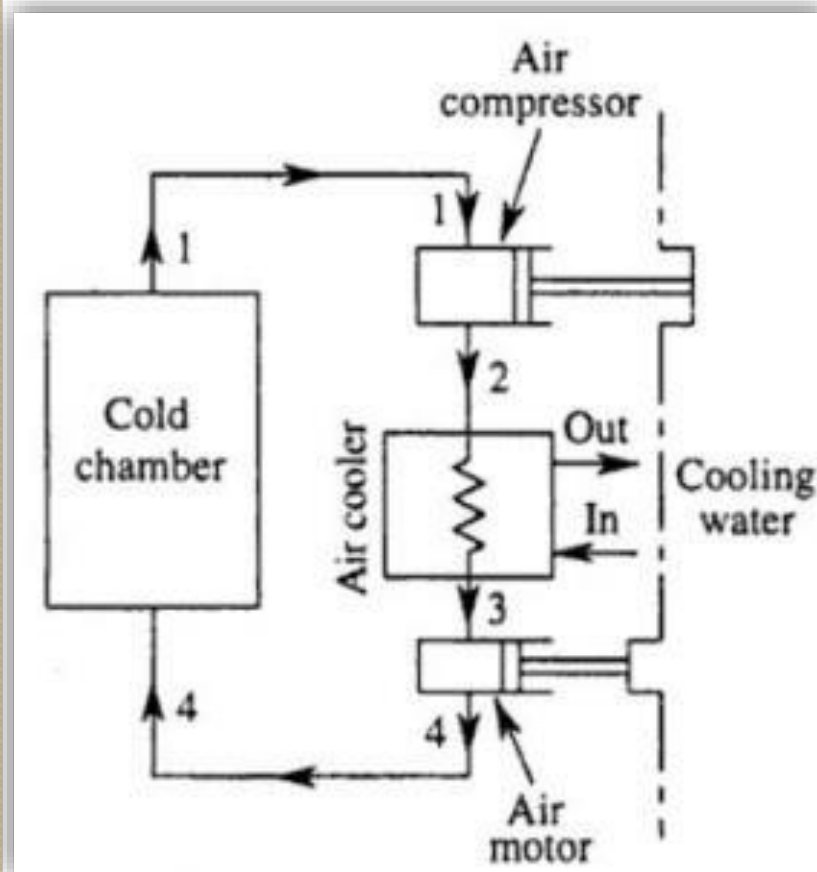 Air
compressor
1
1
2
Cold
chamber
Air cooler
Out
In
Cooling
water
3
4
4
Air
motor